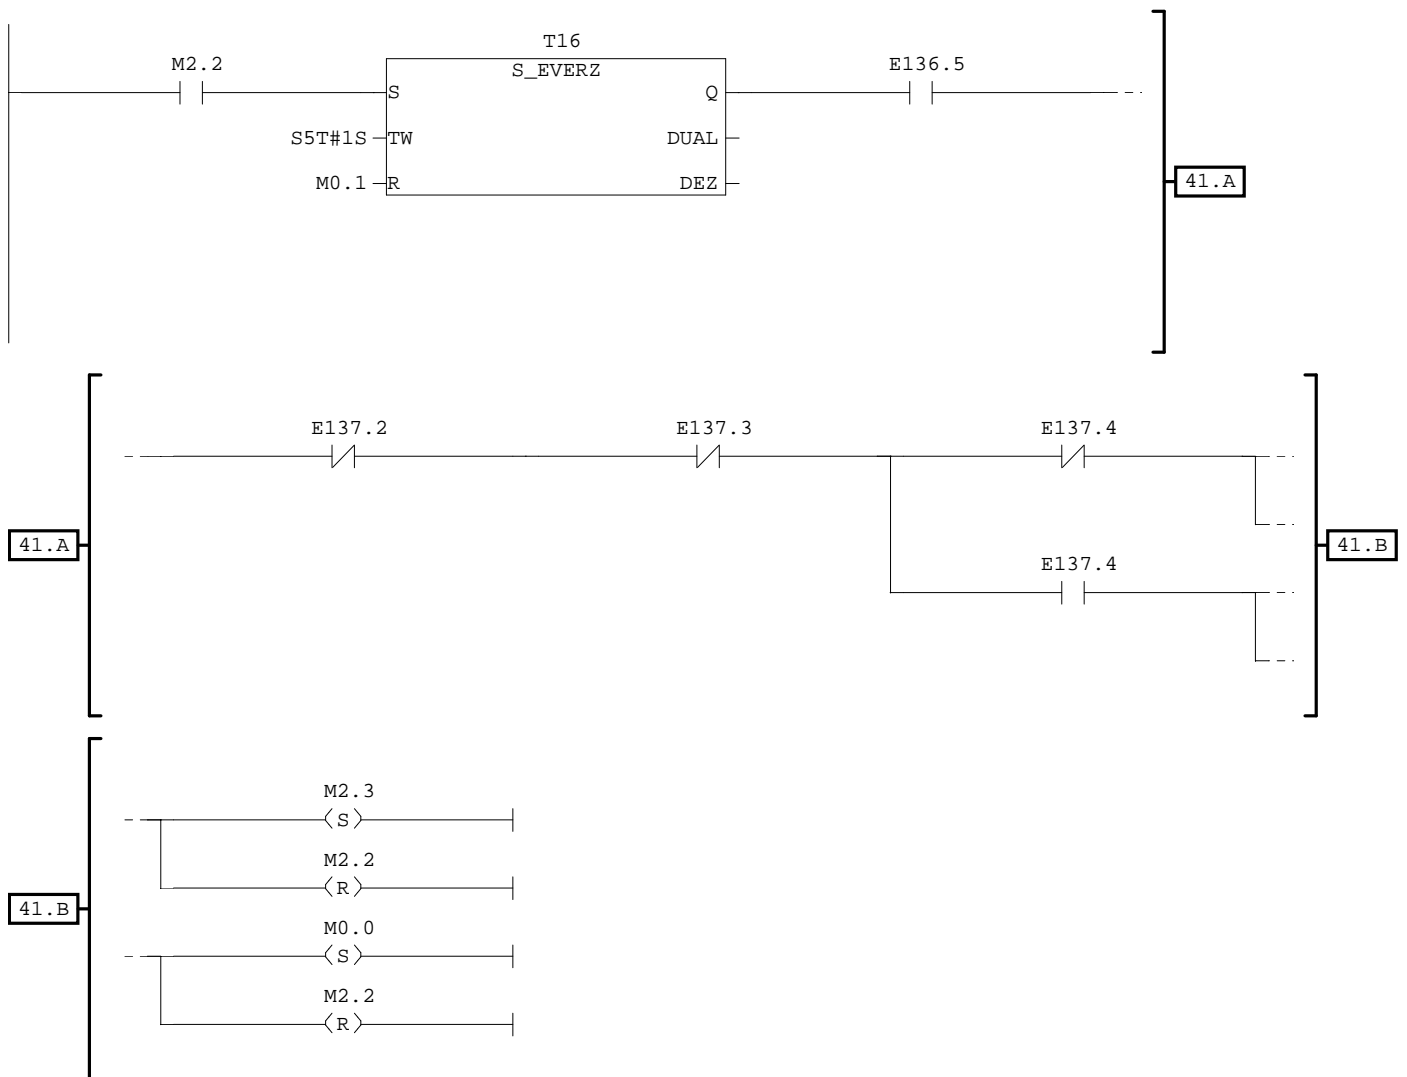 T16
S_EVERZ
M2.2
E136.5
S
Q
S5T#1S
TW
DUAL
M0.1
R
DEZ
41.A
E137.2
E137.3
E137.4
41.A
E137.4
41.B
M2.3
S
M2.2
R
41.B
M0.0
S
M2.2
R